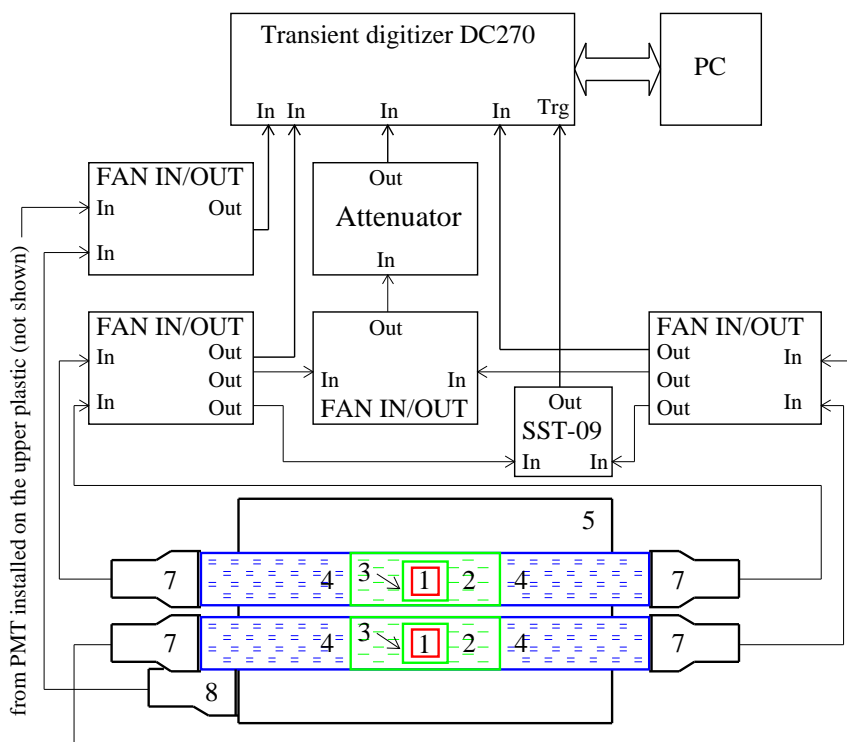 Transient digitizer DC270
PC
In In In In Trg
FAN IN/OUT
In Out
In
Out
Attenuator
In
from PMT installed on the upper plastic (not shown)
FAN IN/OUT
In
Out
Out
In
Out
Out
In In
FAN IN/OUT
FAN IN/OUT
Out In
Out
Out In
Out
SST-09
In In
5
7 4 3 1 2 4 7
7 4 3 1 2 4 7
8